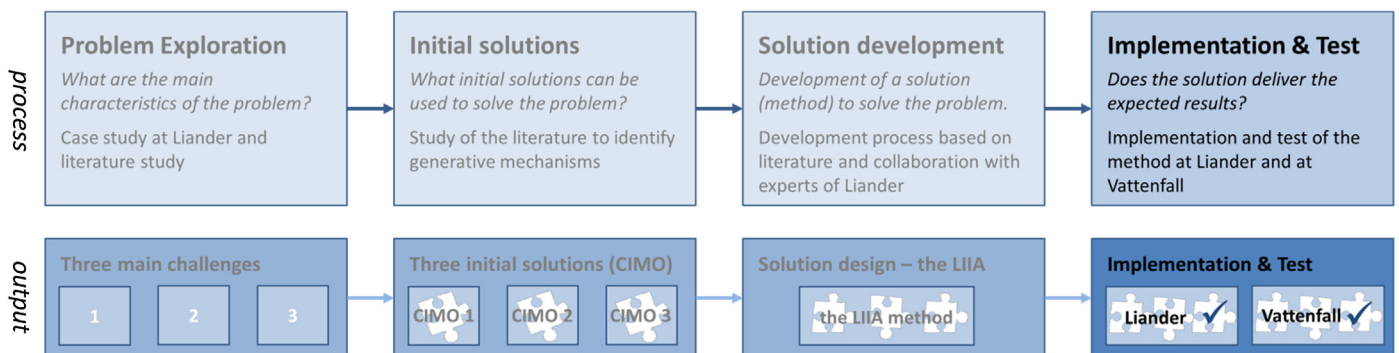 process
Problem Exploration
What are the main
characteristics of the problem?
Case study at Liander and
literature study
Initial solutions
What initial solutions can be
used to solve the problem?
Study of the literature to identify
generative mechanisms
Solution development
Development of a solution
(method) to solve the problem.
Development process based on
literature and collaboration with
experts of Liander
Implementation & Test
Does the solution deliver the
expected results?
Implementation and test of the
method at Liander and at
Vattenfall
output
Three main challenges
1
2
3
Three initial solutions (CIMO)
CIMO 1
CIMO 2
CIMO 3
Solution design – the LIIA
the LIIA method
Implementation & Test
Liander
Vattenfall